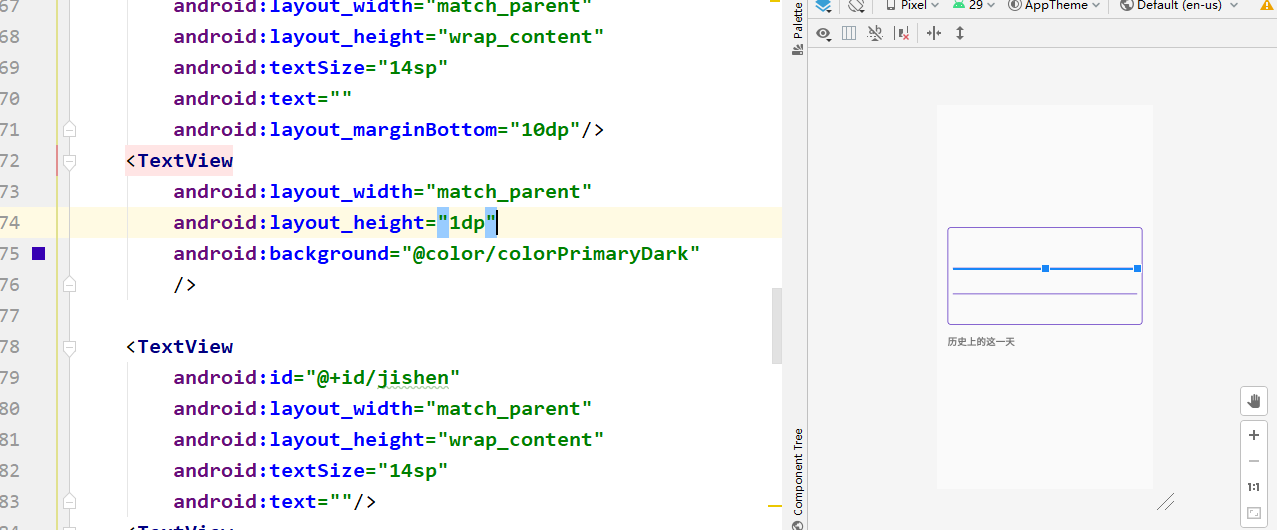 67 android:layout_width="match_parent"
68 android:layout_height="wrap_content"
69 android:textSize="14sp"
70 android:text=""
71 android:layout_marginBottom="10dp"/>
72 <TextView
73 android:layout_width="match_parent"
74 android:layout_height="1dp"
75 android:background="@color/colorPrimaryDark"
76 />
77
78 <TextView
79 android:id="@+id/jishen"
80 android:layout_width="match_parent"
81 android:layout_height="wrap_content"
82 android:textSize="14sp"
83 android:text=""/>
84 <TextView
Palette
Component Tree
Pixel
29
AppTheme
Default (en-us)
历史上的这一天
1:1